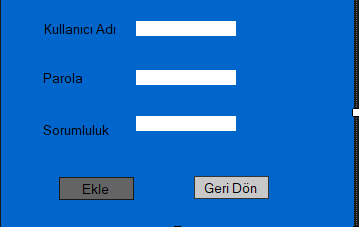 Kullanıcı Adı
Parola
Sorumluluk
Ekle
Geri Dön